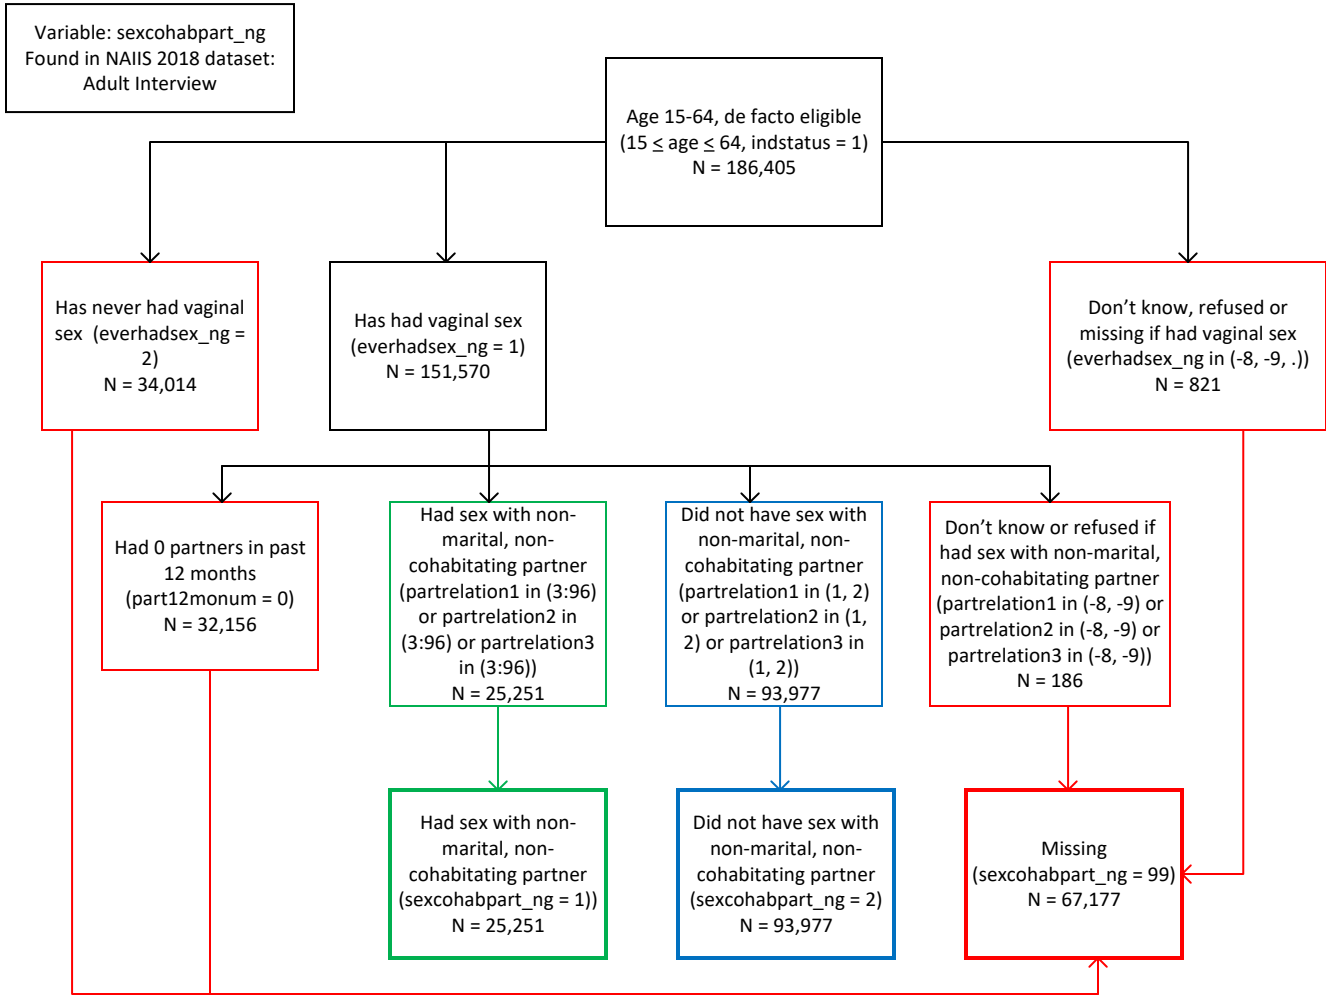 Variable: sexcohabpart_ng
Found in NAIIS 2018 dataset:
Adult Interview
Age 15-64, de facto eligible
(15 ≤ age ≤ 64, indstatus = 1)
N = 186,405
Has never had vaginal
sex (everhadsex_ng =
2)
N = 34,014
Has had vaginal sex
(everhadsex_ng = 1)
N = 151,570
Don’t know, refused or
missing if had vaginal sex
(everhadsex_ng in (-8, -9, .))
N = 821
Had 0 partners in past
12 months
(part12monum = 0)
N = 32,156
Had sex with non-
marital, non-
cohabitating partner
(partrelation1 in (3:96)
or partrelation2 in
(3:96) or partrelation3
in (3:96))
N = 25,251
Did not have sex with
non-marital, non-
cohabitating partner
(partrelation1 in (1, 2)
or partrelation2 in (1,
2) or partrelation3 in
(1, 2))
N = 93,977
Don’t know or refused if
had sex with non-marital,
non-cohabitating partner
(partrelation1 in (-8, -9) or
partrelation2 in (-8, -9) or
partrelation3 in (-8, -9))
N = 186
Had sex with non-
marital, non-
cohabitating partner
(sexcohabpart_ng = 1))
N = 25,251
Did not have sex with
non-marital, non-
cohabitating partner
(sexcohabpart_ng = 2)
N = 93,977
Missing
(sexcohabpart_ng = 99)
N = 67,177